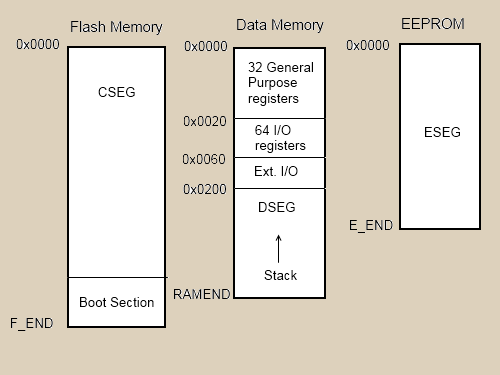 Flash Memory
0x0000
CSEG
Boot Section
F_END
Data Memory
0x0000
32 General
Purpose
registers
0x0020
64 I/O
registers
0x0060
Ext. I/O
0x0200
DSEG
Stack
RAMEND
EEPROM
0x0000
ESEG
E_END